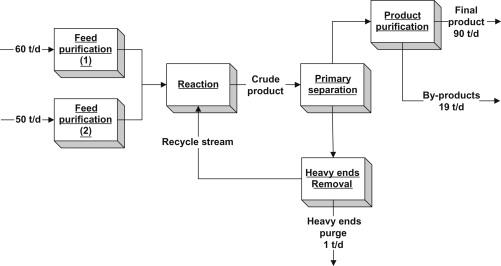 60 t/d
Feed
purification
(1)
50 t/d
Feed
purification
(2)
Reaction
Crude
product
Primary
separation
Product
purification
Final
product
90 t/d
By-products
19 t/d
Recycle stream
Heavy ends
Removal
Heavy ends
purge
1 t/d